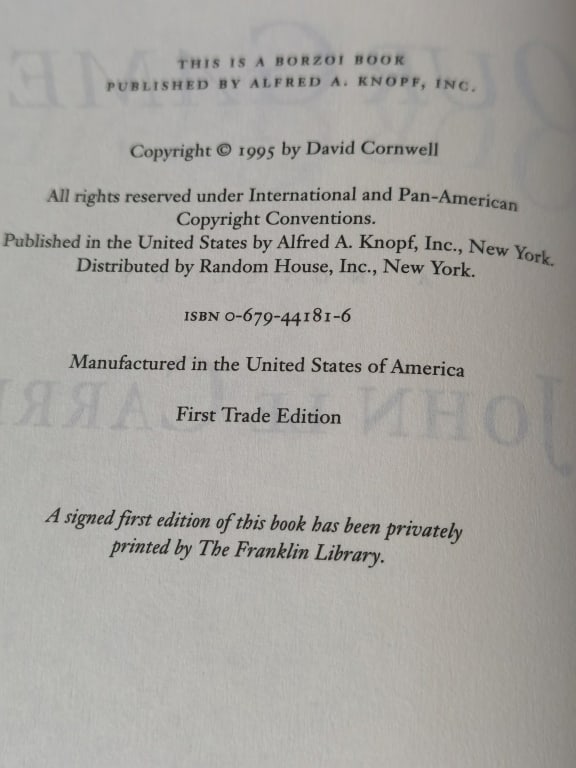 THIS IS A BORZOI BOOK
PUBLISHED BY ALFRED A. KNOPF, INC.
Copyright © 1995 by David Cornwell
All rights reserved under International and Pan-American
Copyright Conventions.
Published in the United States by Alfred A. Knopf, Inc., New York.
Distributed by Random House, Inc., New York.
ISBN 0-679-44181-6
Manufactured in the United States of America
First Trade Edition
A signed first edition of this book has been privately
printed by The Franklin Library.